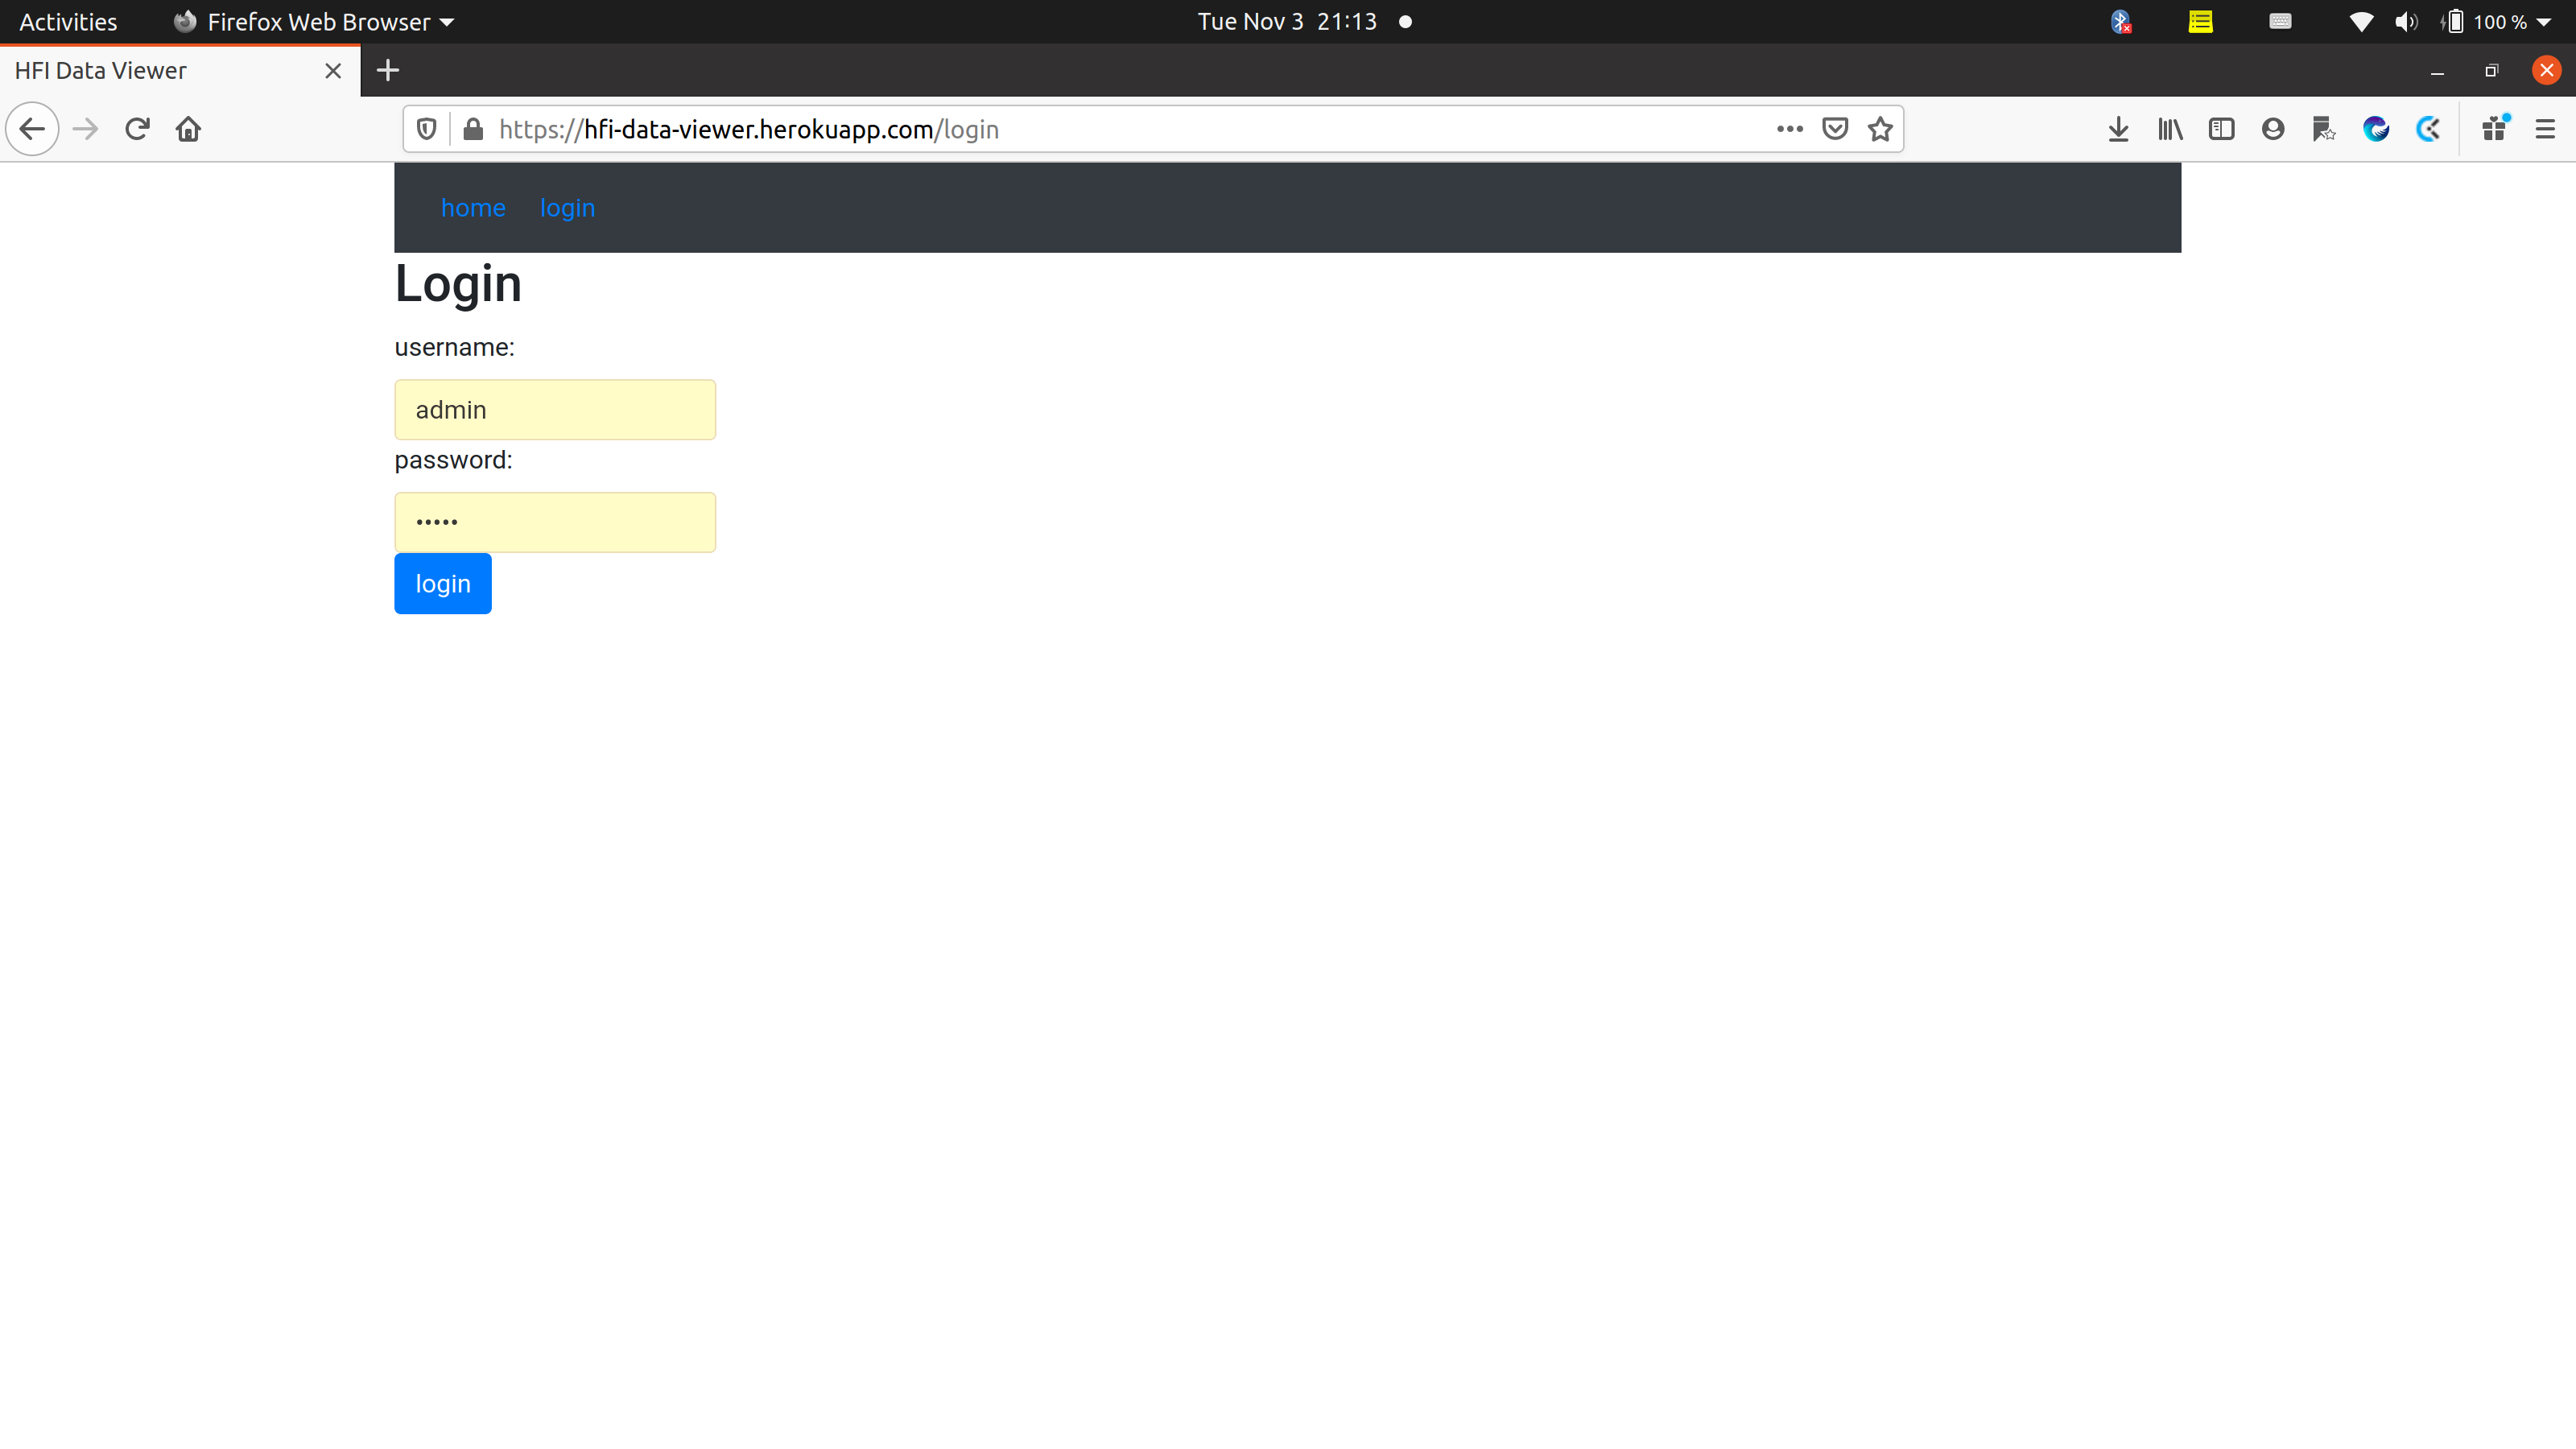 Activities Firefox Web Browser Tue Nov 3 21:13 100 %
HFI Data Viewer
https://hfi-data-viewer.herokuapp.com/login
home login
Login
username:
admin
password:
•••••
login